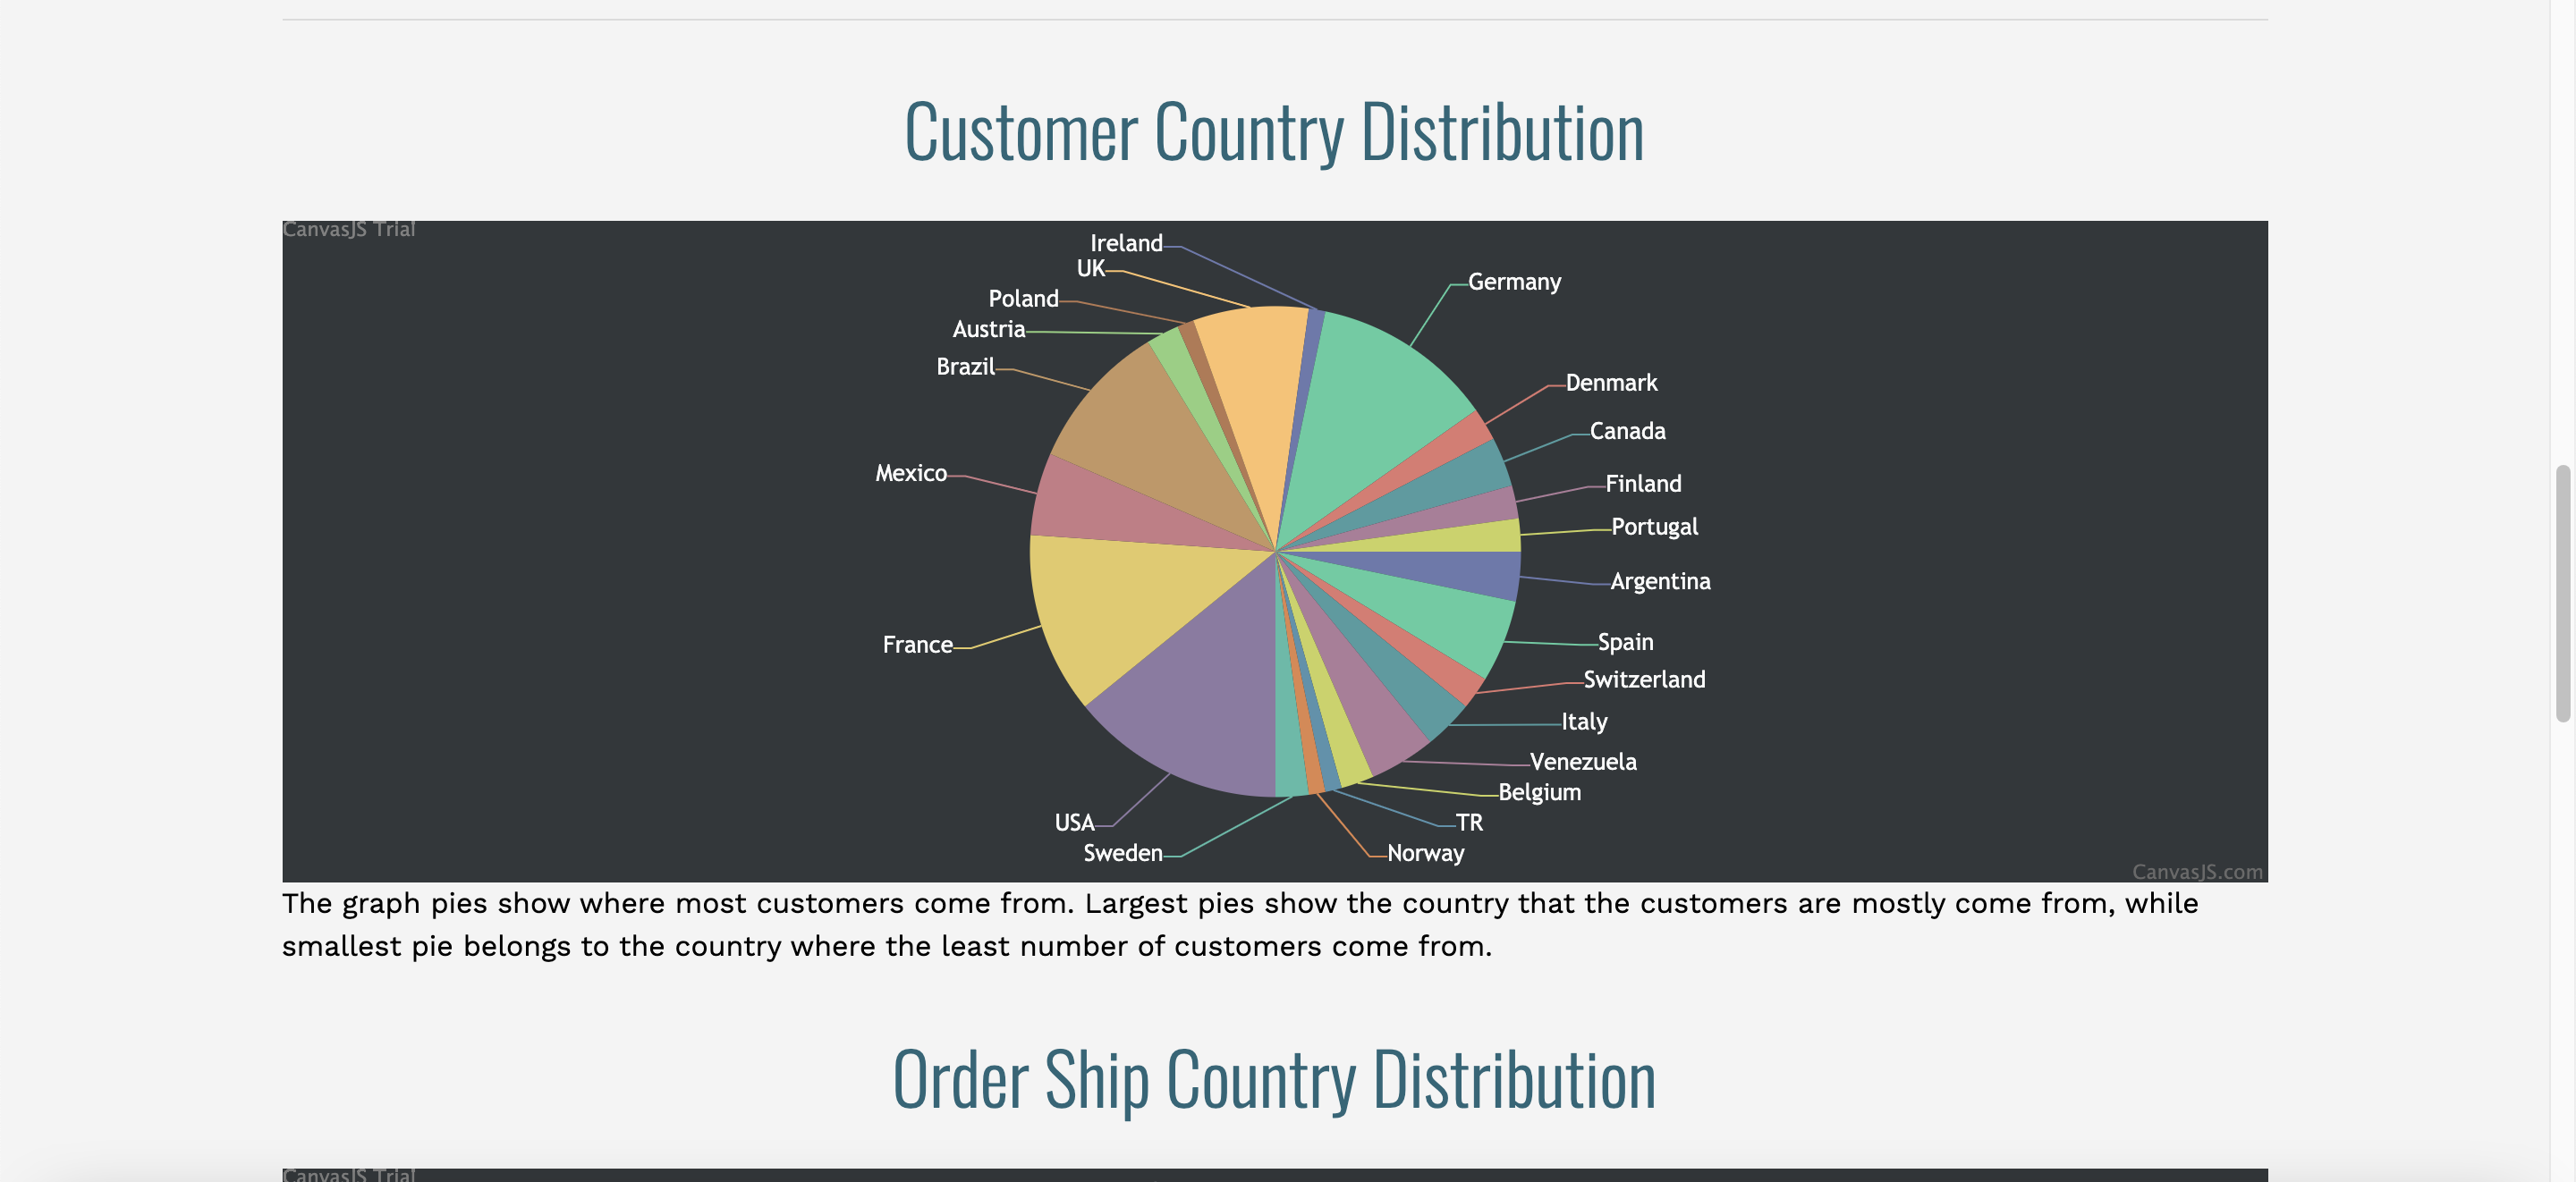 Customer Country Distribution
CanvasJS Trial
Ireland
UK
Germany
Poland
Austria
Brazil
Denmark
Canada
Mexico
Finland
Portugal
Argentina
France
Spain
Switzerland
Italy
Venezuela
Belgium
USA
TR
Sweden
Norway
CanvasJS.com
The graph pies show where most customers come from. Largest pies show the country that the customers are mostly come from, while
smallest pie belongs to the country where the least number of customers come from.
Order Ship Country Distribution
CanvasJS Trial